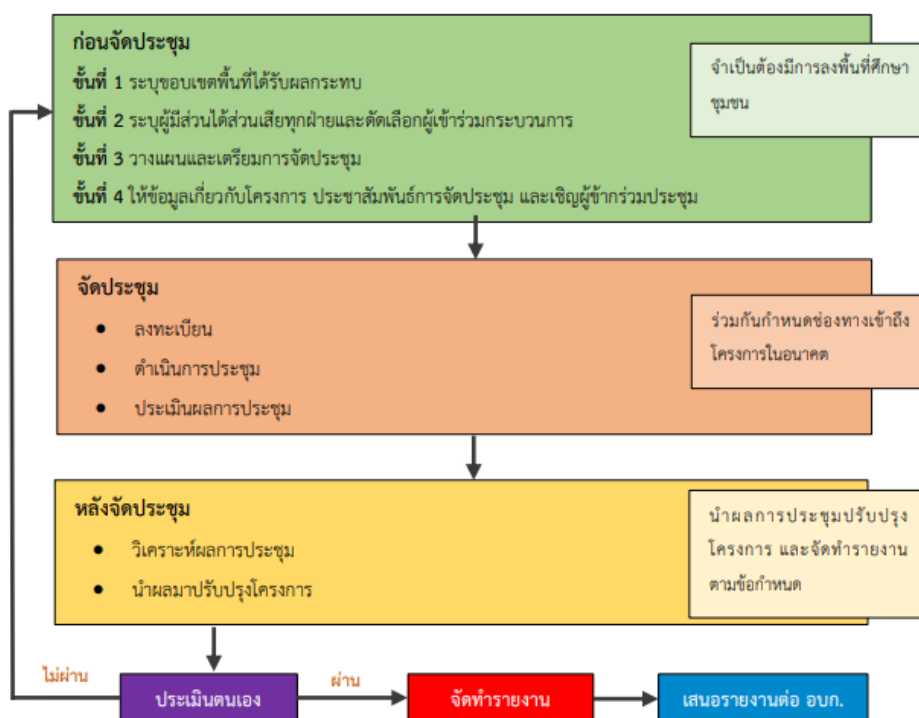 ก่อนจัดประชุม
ขั้นที่ 1 ระบุขอบเขตพื้นที่ได้รับผลกระทบ
ขั้นที่ 2 ระบุผู้มีส่วนได้ส่วนเสียทุกฝ่ายและคัดเลือกผู้เข้าร่วมกระบวนการ
ขั้นที่ 3 วางแผนและเตรียมการจัดประชุม
ขั้นที่ 4 ให้ข้อมูลเกี่ยวกับโครงการ ประชาสัมพันธ์การจัดประชุม และเชิญผู้ข้ากร่วมประชุม
จำเป็นต้องมีการลงพื้นที่ศึกษา
ชุมชน
จัดประชุม
● ลงทะเบียน
● ดำเนินการประชุม
● ประเมินผลการประชุม
ร่วมกันกำหนดช่องทางเข้าถึง
โครงการในอนาคต
หลังจัดประชุม
● วิเคราะห์ผลการประชุม
● นำผลมาปรับปรุงโครงการ
นำผลการประชุมปรับปรุง
โครงการ และจัดทำรายงาน
ตามข้อกำหนด
ไม่ผ่าน
ประเมินตนเอง
ผ่าน
จัดทำรายงาน
เสนอรายงานต่อ อบก.